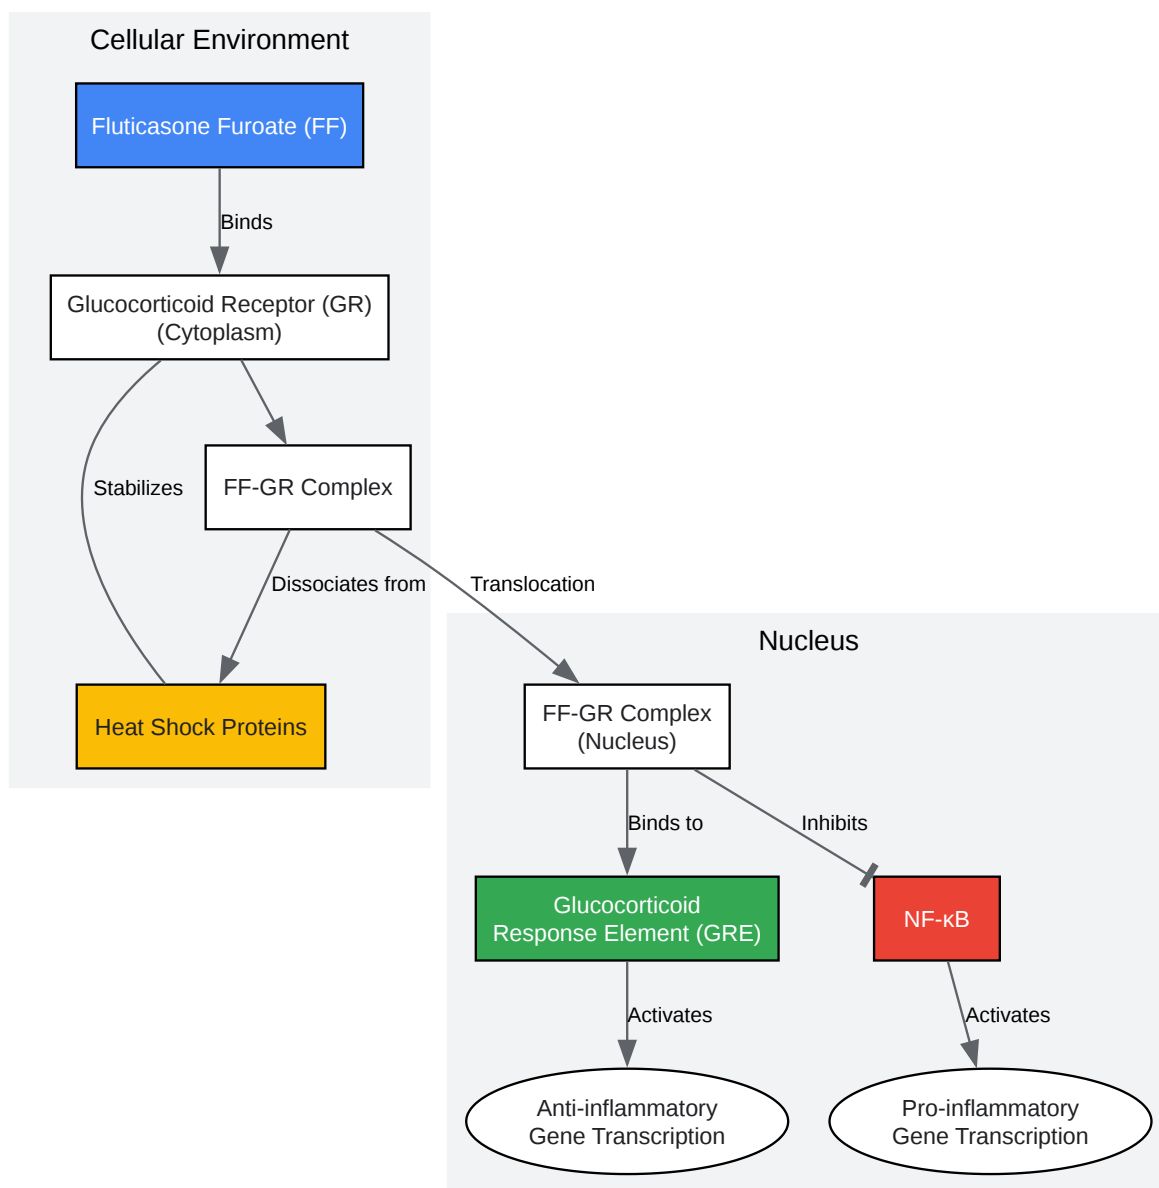 Cellular Environment
Fluticasone Furoate (FF)
Binds
Glucocorticoid Receptor (GR)
(Cytoplasm)
Stabilizes
FF-GR Complex
Dissociates from
Translocation
Heat Shock Proteins
Nucleus
FF-GR Complex
(Nucleus)
Binds to
Inhibits
Glucocorticoid
Response Element (GRE)
NF-κB
Activates
Activates
Anti-inflammatory
Gene Transcription
Pro-inflammatory
Gene Transcription